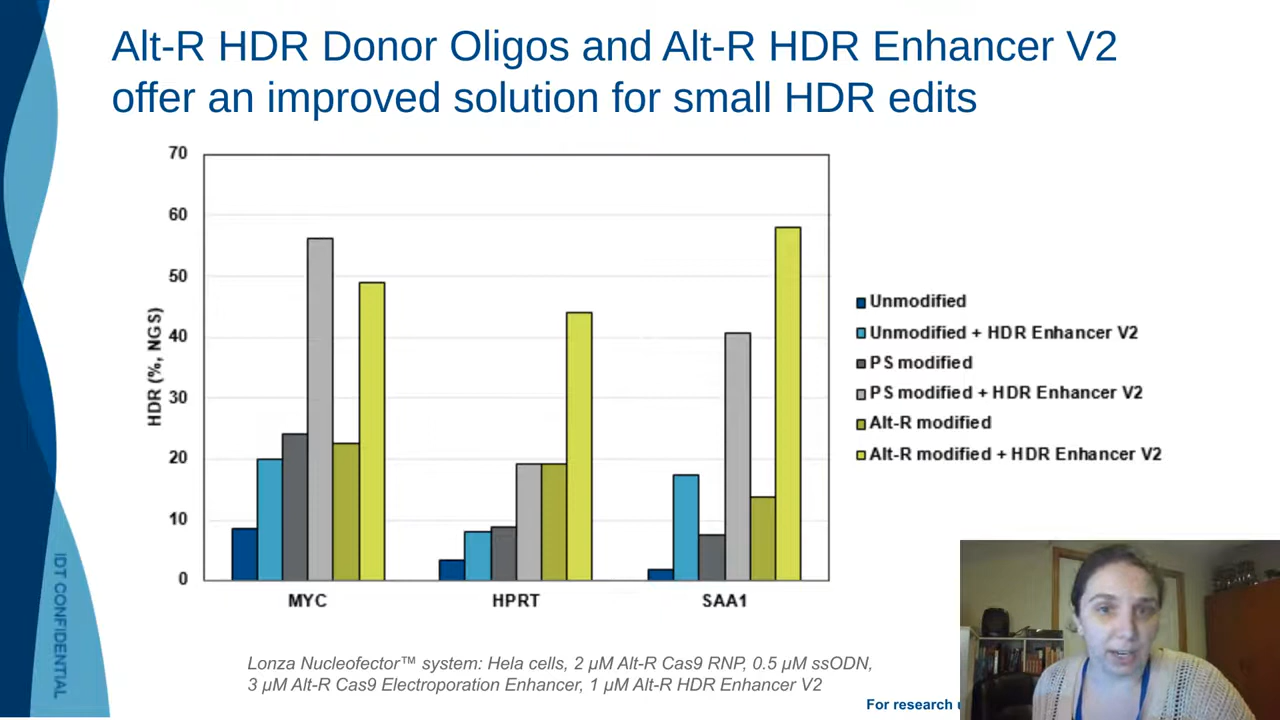 Alt-R HDR Donor Oligos and Alt-R HDR Enhancer V2
offer an improved solution for small HDR edits
70
60
50
40
30
20
10
0
HDR (%, NGS)
MYC
HPRT
SAA1
Unmodified
Unmodified + HDR Enhancer V2
PS modified
PS modified + HDR Enhancer V2
Alt-R modified
Alt-R modified + HDR Enhancer V2
IDT CONFIDENTIAL
Lonza Nucleofector™ system: Hela cells, 2 µM Alt-R Cas9 RNP, 0.5 µM ssODN,
3 µM Alt-R Cas9 Electroporation Enhancer, 1 µM Alt-R HDR Enhancer V2
For research